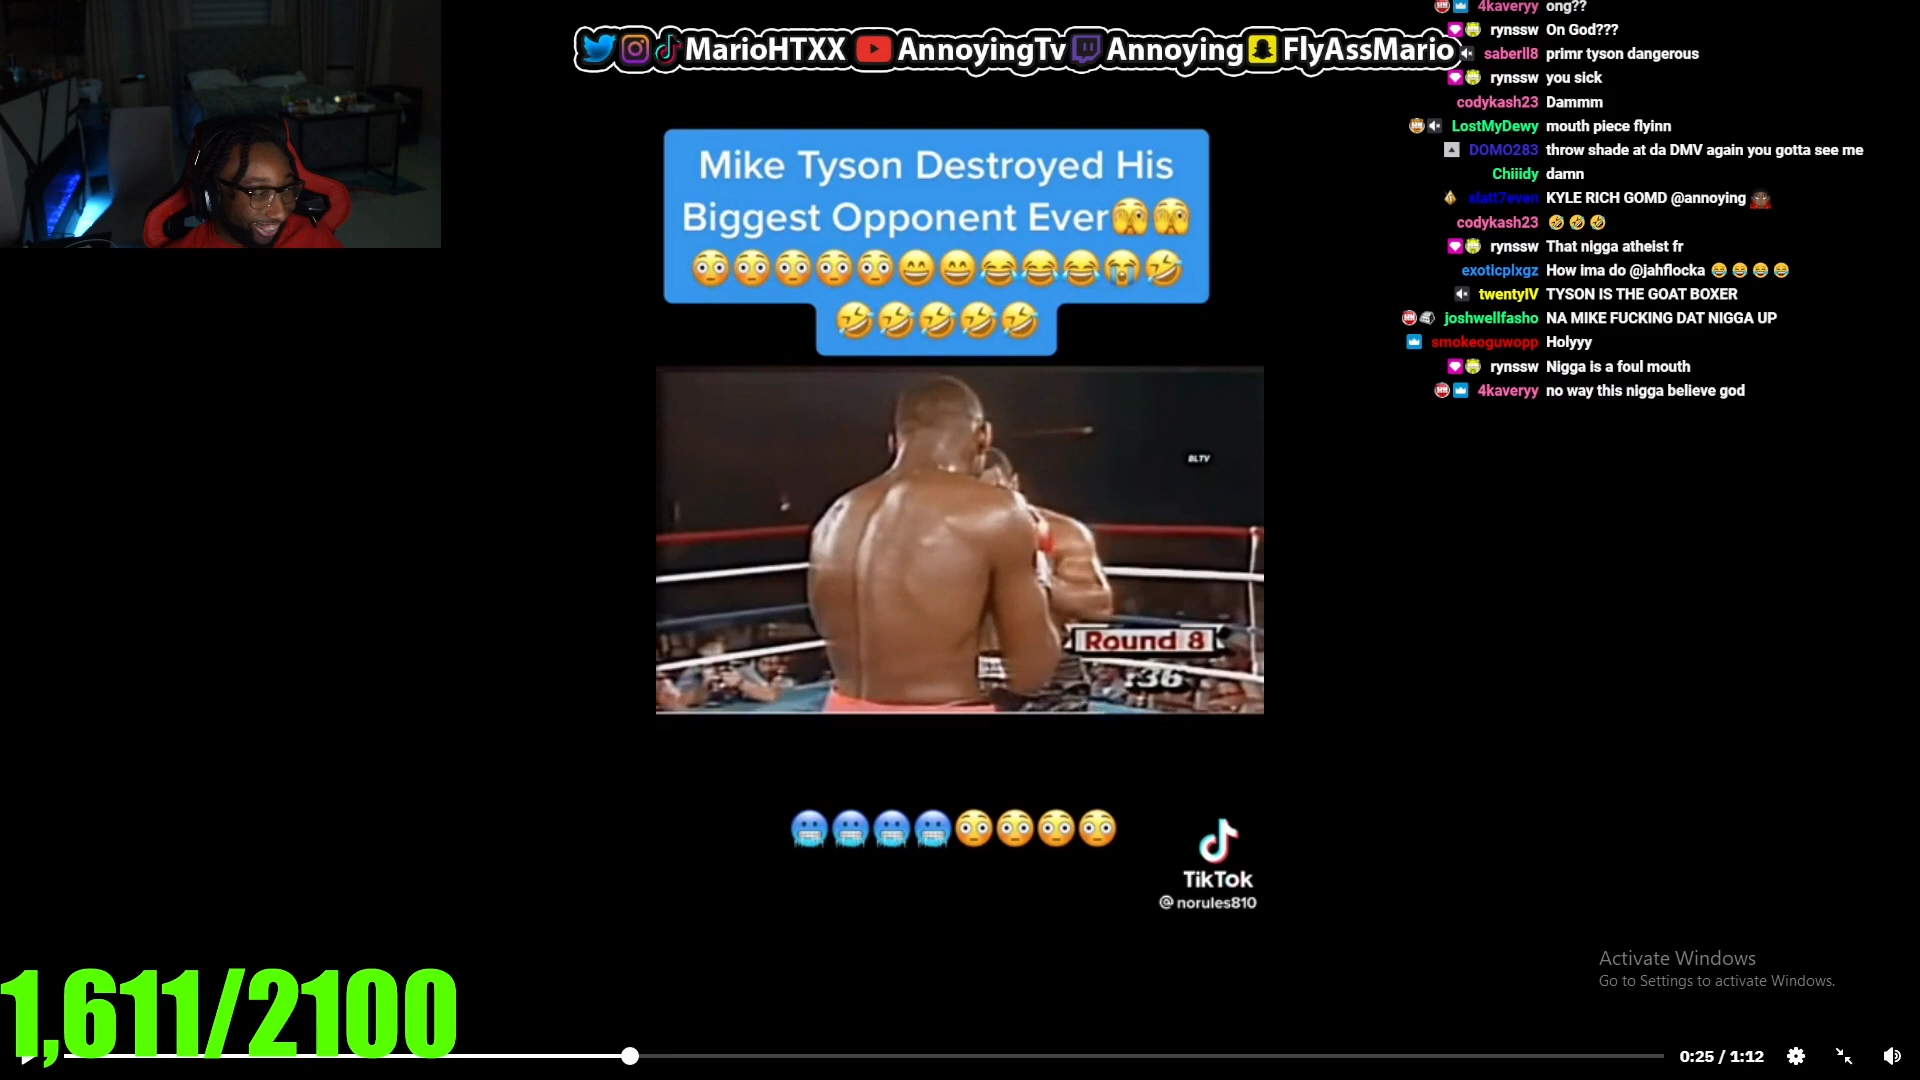 MarioHTXX AnnoyingTv Annoying FlyAssMario
Mike Tyson Destroyed His
Biggest Opponent Ever🫣🫣
😳😳😳😳😳😄😄😂😂😂😭🤣
🤣🤣🤣🤣🤣
BLTV
Round 8
:36
🥶🥶🥶🥶😳😳😳😳
TikTok
@norules810
4kaveryy ong??
rynssw On God???
saberll8 primr tyson dangerous
rynssw you sick
codykash23 Dammm
LostMyDewy mouth piece flyinn
DOMO283 throw shade at da DMV again you gotta see me
Chiiidy damn
slatt7even KYLE RICH GOMD @annoying
codykash23 🤣🤣🤣
rynssw That nigga atheist fr
exoticplxgz How ima do @jahflocka 😂😂😂😂
twentyIV TYSON IS THE GOAT BOXER
joshwellfasho NA MIKE FUCKING DAT NIGGA UP
smokeoguwopp Holyyy
rynssw Nigga is a foul mouth
4kaveryy no way this nigga believe god
Activate Windows
Go to Settings to activate Windows.
1,611/2100
0:25 / 1:12